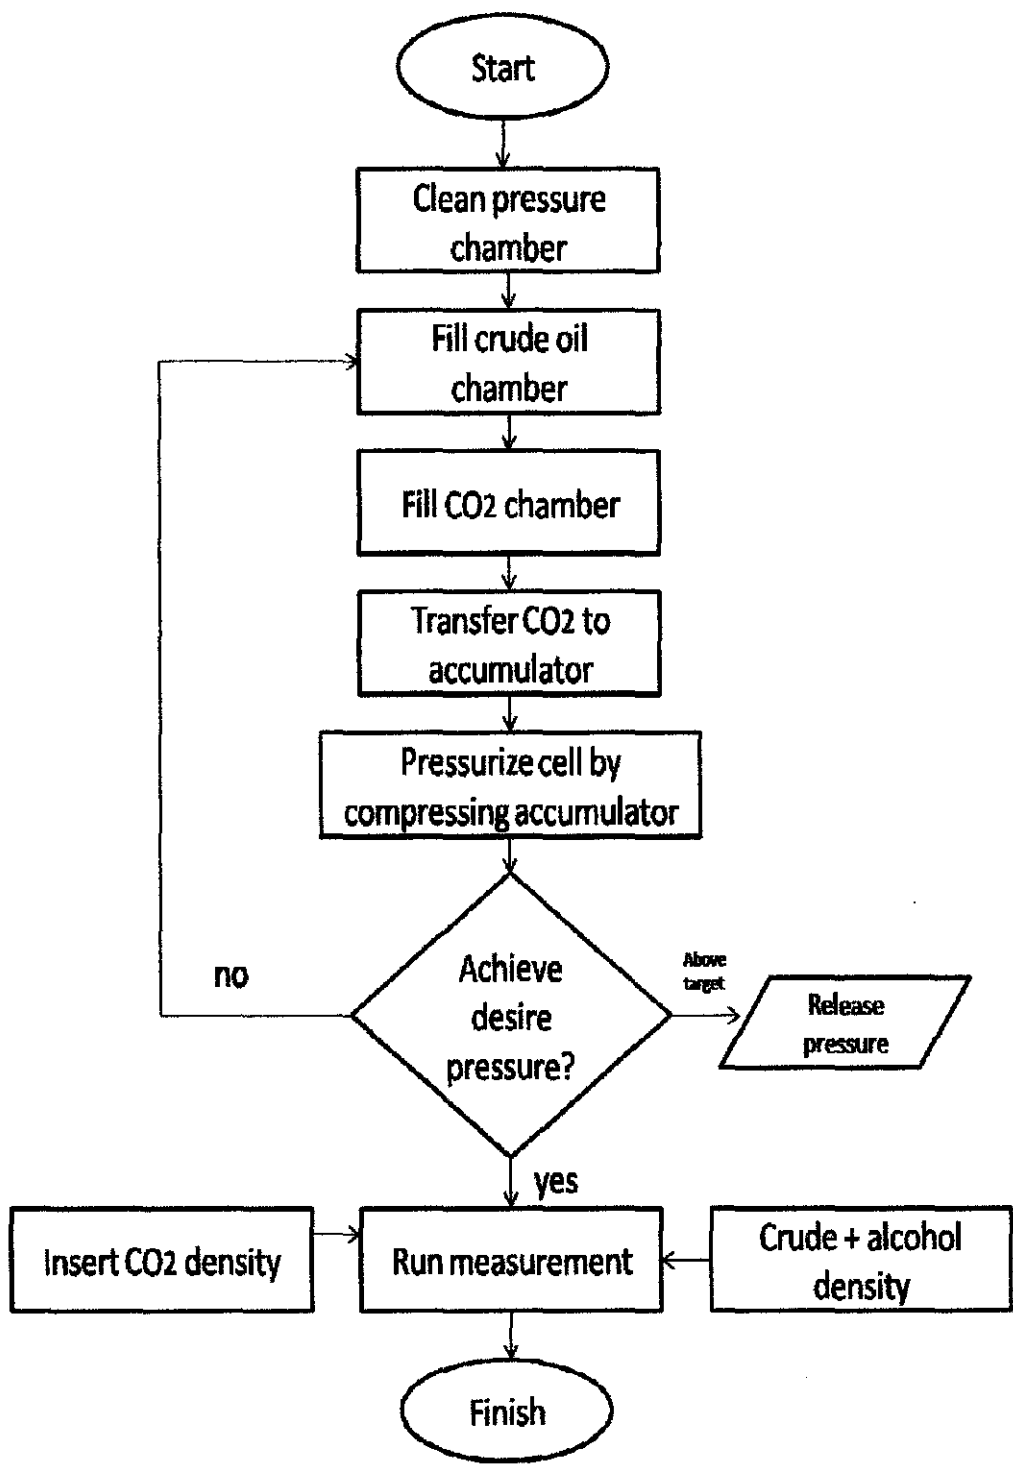 Start
Clean pressure
chamber
Fill crude oil
chamber
Fill CO2 chamber
Transfer CO2 to
accumulator
Pressurize cell by
compressing accumulator
Achieve
desire
pressure?
no
Above
target
Release
pressure
yes
Insert CO2 density
Run measurement
Crude + alcohol
density
Finish